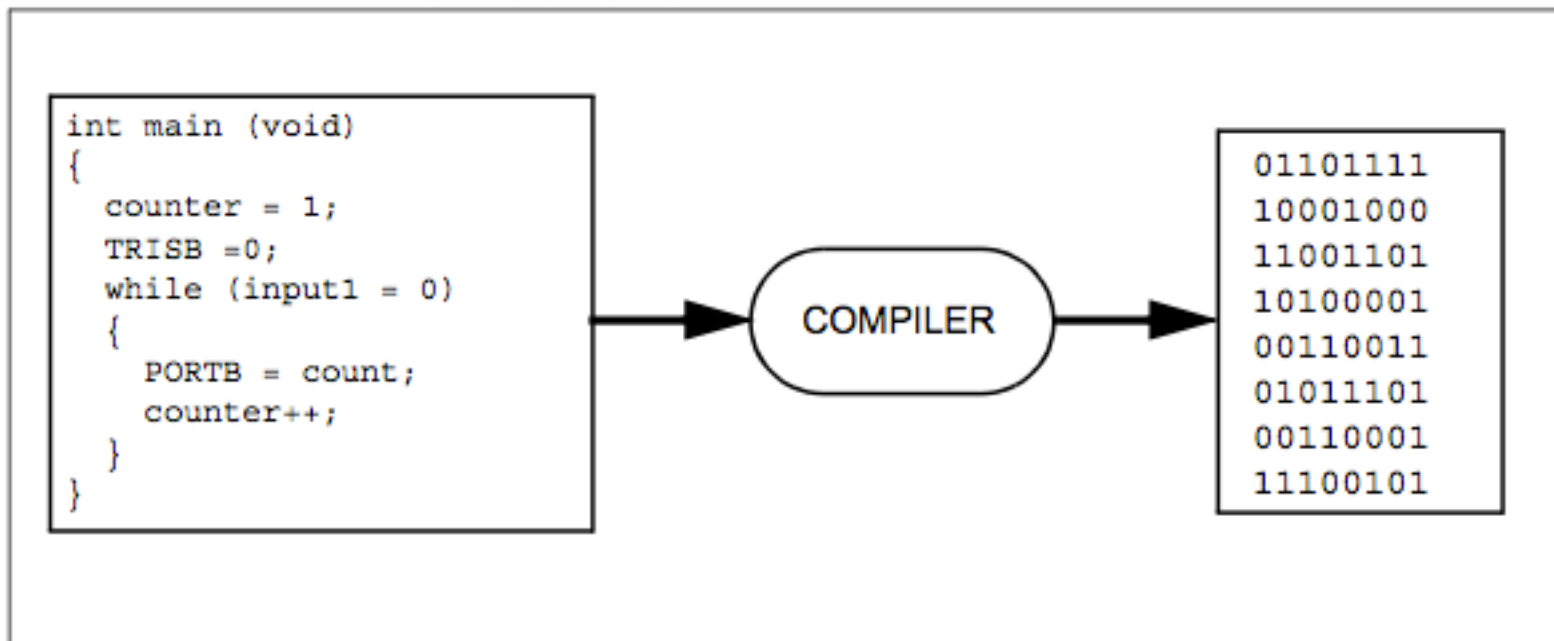 int main (void)
{
  counter = 1;
  TRISB =0;
  while (input1 = 0)
  {
    PORTB = count;
    counter++;
  }
}
COMPILER
01101111
10001000
11001101
10100001
00110011
01011101
00110001
11100101